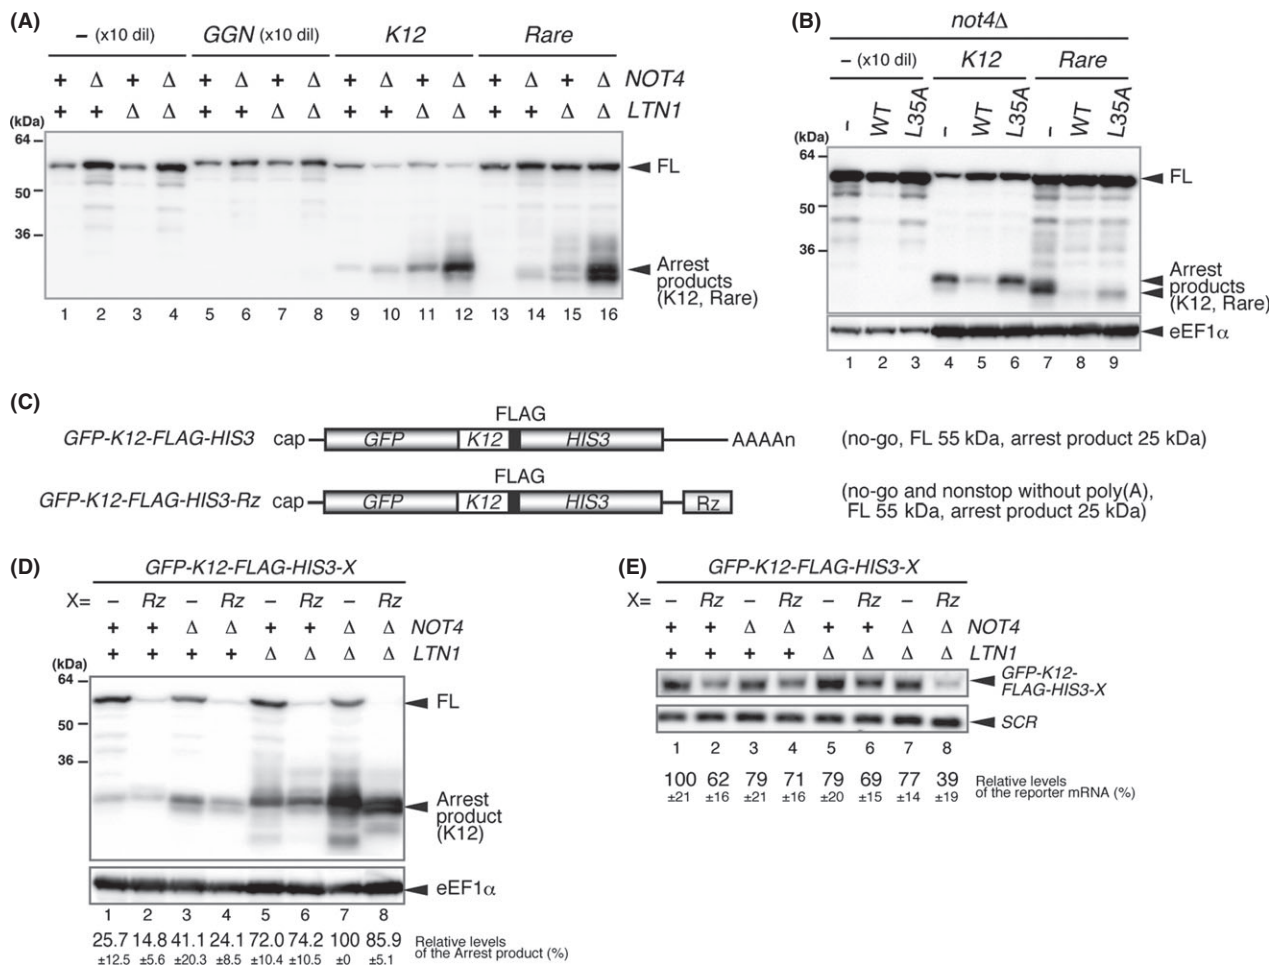 (A)
– (x10 dil) GGN (x10 dil) K12 Rare
+ Δ + Δ + Δ + Δ + Δ + Δ + Δ + Δ NOT4
+ + Δ Δ + + Δ Δ + + Δ Δ + + Δ Δ LTN1
(kDa)
64
50
36
FL
Arrest
products
(K12, Rare)
1 2 3 4 5 6 7 8 9 10 11 12 13 14 15 16
(B)
not4Δ
– (x10 dil) K12 Rare
– WT L35A – WT L35A – WT L35A
(kDa)
64
50
36
FL
Arrest
products
(K12, Rare)
eEF1α
1 2 3 4 5 6 7 8 9
(C)
FLAG
GFP-K12-FLAG-HIS3 cap GFP K12 HIS3 AAAAn (no-go, FL 55 kDa, arrest product 25 kDa)
FLAG
GFP-K12-FLAG-HIS3-Rz cap GFP K12 HIS3 Rz
(no-go and nonstop without poly(A),
FL 55 kDa, arrest product 25 kDa)
(D)
GFP-K12-FLAG-HIS3-X
X= – Rz – Rz – Rz – Rz
+ + Δ Δ + + Δ Δ NOT4
+ + + + Δ Δ Δ Δ LTN1
(kDa)
64
50
36
FL
Arrest
product
(K12)
eEF1α
1 2 3 4 5 6 7 8
25.7 14.8 41.1 24.1 72.0 74.2 100 85.9 Relative levels
±12.5 ±5.6 ±20.3 ±8.5 ±10.4 ±10.5 ±0 ±5.1 of the Arrest product (%)
(E)
GFP-K12-FLAG-HIS3-X
X= – Rz – Rz – Rz – Rz
+ + Δ Δ + + Δ Δ NOT4
+ + + + Δ Δ Δ Δ LTN1
GFP-K12-
FLAG-HIS3-X
SCR
1 2 3 4 5 6 7 8
100 62 79 71 79 69 77 39 Relative levels
±21 ±16 ±21 ±16 ±20 ±15 ±14 ±19 of the reporter mRNA (%)